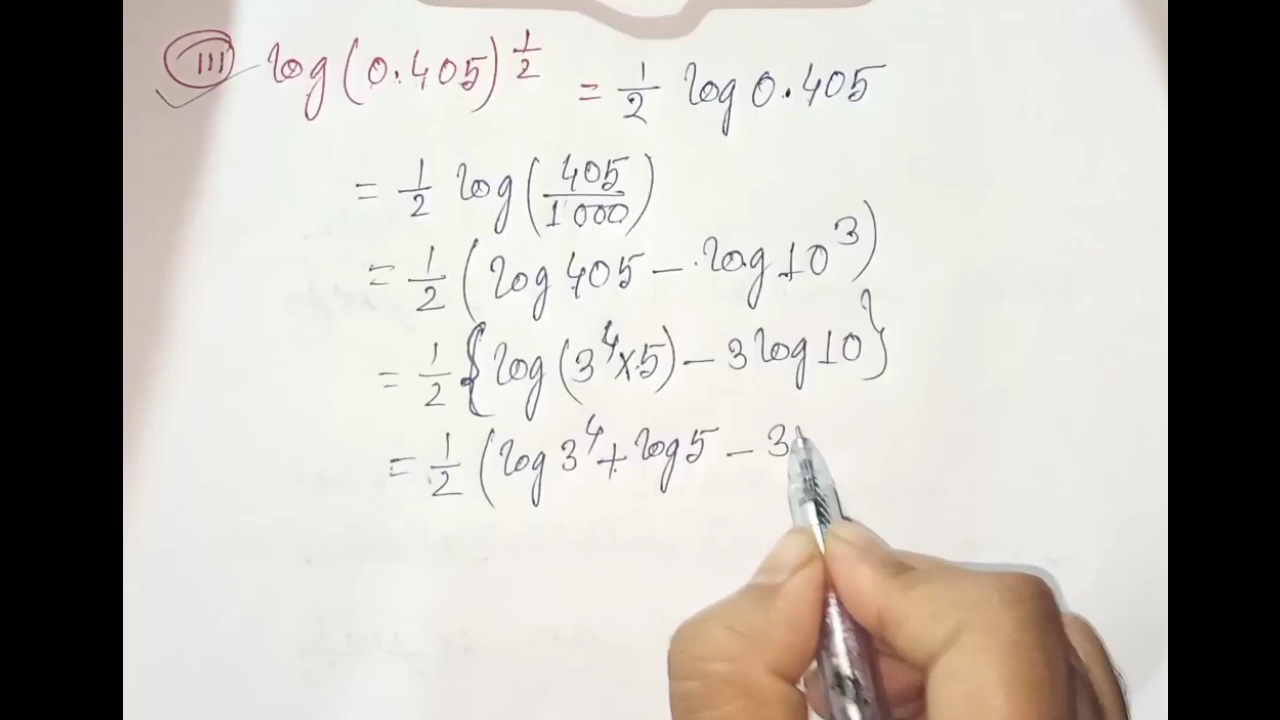 III log(0.405)^{1/2} = 1/2 log 0.405
= 1/2 log(405/1000)
= 1/2 (log 405 - log 10^3)
= 1/2 {log(3^4×5) - 3 log 10}
= 1/2 (log 3^4 + log 5 - 3